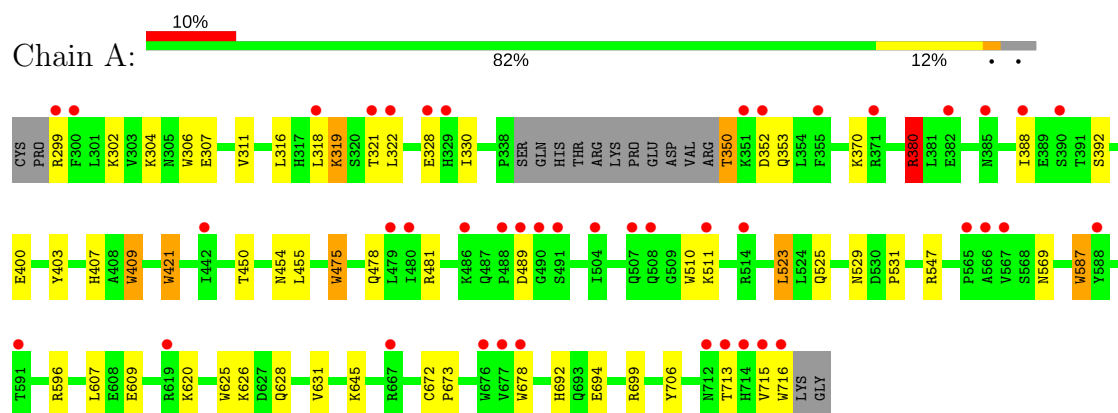 10%
Chain A:
82% 12% • •
CYS PRO R299 F300 L301 K302 V303 K304 N305 W306 E307 V311 L316 H317 L318 K319 S320 T321 L322 E328 H329 I330 P338 SER GLN HIS THR ARG LYS PRO GLU ASP VAL ARG T350 K351 D352 Q353 L354 F355 K370 R371 R380 L381 E382 N385 I388 E389 S390 T391 S392
E400 Y403 H407 A408 W409 W421 I442 T450 N454 L455 W475 Q478 L479 I480 R481 K486 Q487 P488 D489 G490 S491 I504 Q507 Q508 G509 W510 K511 R514 L523 L524 Q525 N529 D530 P531 R547 P565 A566 V567 S568 N569 W587 Y588
T591 R596 L607 E608 E609 R619 K620 W625 K626 D627 Q628 V631 K645 R667 C672 P673 W676 V677 W678 H692 Q693 E694 R699 Y706 N712 T713 H714 V715 W716 LYS GLY